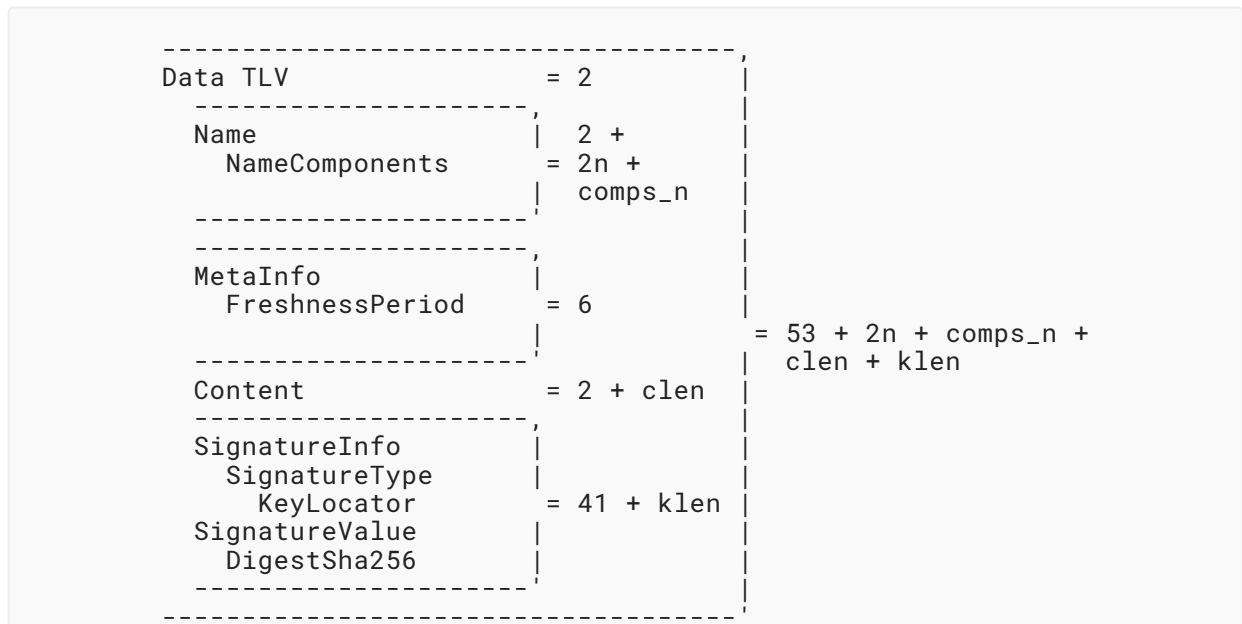 ------------------------------------,
Data TLV                = 2         |
  ---------------------,            |
  Name                 |  2 +       |
    NameComponents      = 2n +      |
                       |  comps_n   |
  ---------------------'            |
  ---------------------,            |
  MetaInfo             |            |
    FreshnessPeriod     = 6         |
                       |             = 53 + 2n + comps_n +
  ---------------------'            |  clen + klen
  Content               = 2 + clen  |
  ---------------------,            |
  SignatureInfo        |            |
    SignatureType      |            |
      KeyLocator        = 41 + klen |
  SignatureValue       |            |
    DigestSha256       |            |
  ---------------------'            |
------------------------------------'